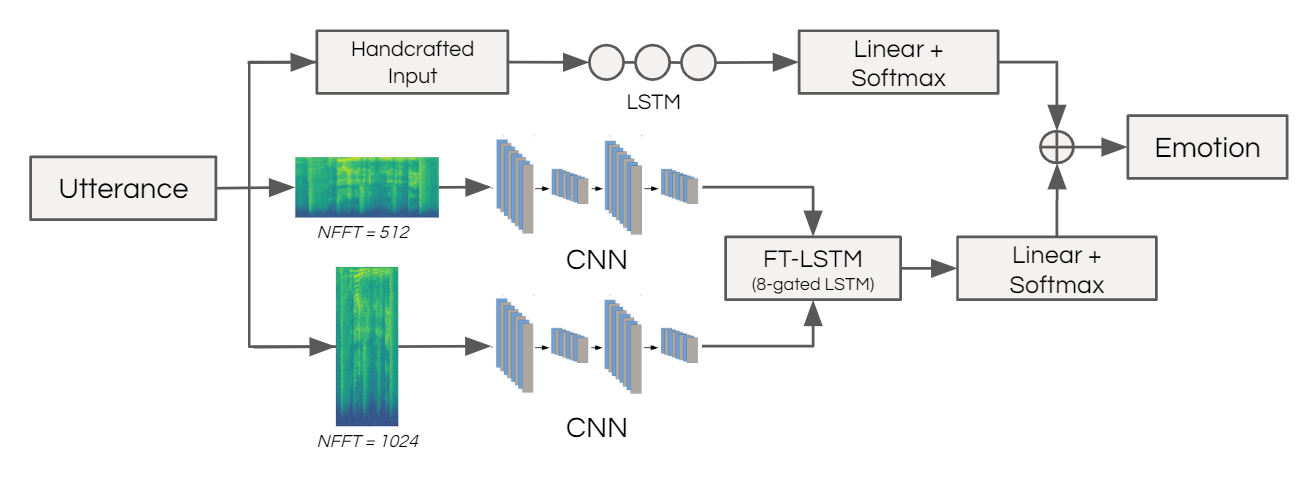 Handcrafted
Input
LSTM
Linear +
Softmax
Utterance
NFFT = 512
CNN
Emotion
FT-LSTM
(8-gated LSTM)
Linear +
Softmax
NFFT = 1024
CNN